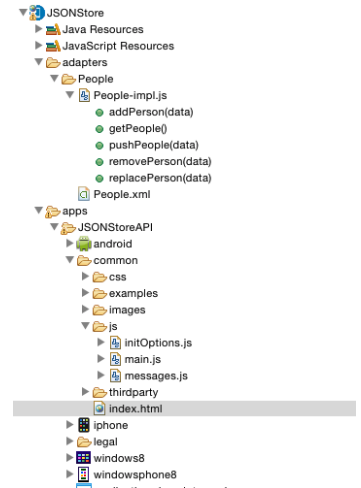 JSONStore
Java Resources
JavaScript Resources
adapters
People
People-impl.js
addPerson(data)
getPeople()
pushPeople(data)
removePerson(data)
replacePerson(data)
People.xml
apps
JSONStoreAPI
android
common
css
examples
images
js
initOptions.js
main.js
messages.js
thirdparty
index.html
iphone
legal
windows8
windowsphone8